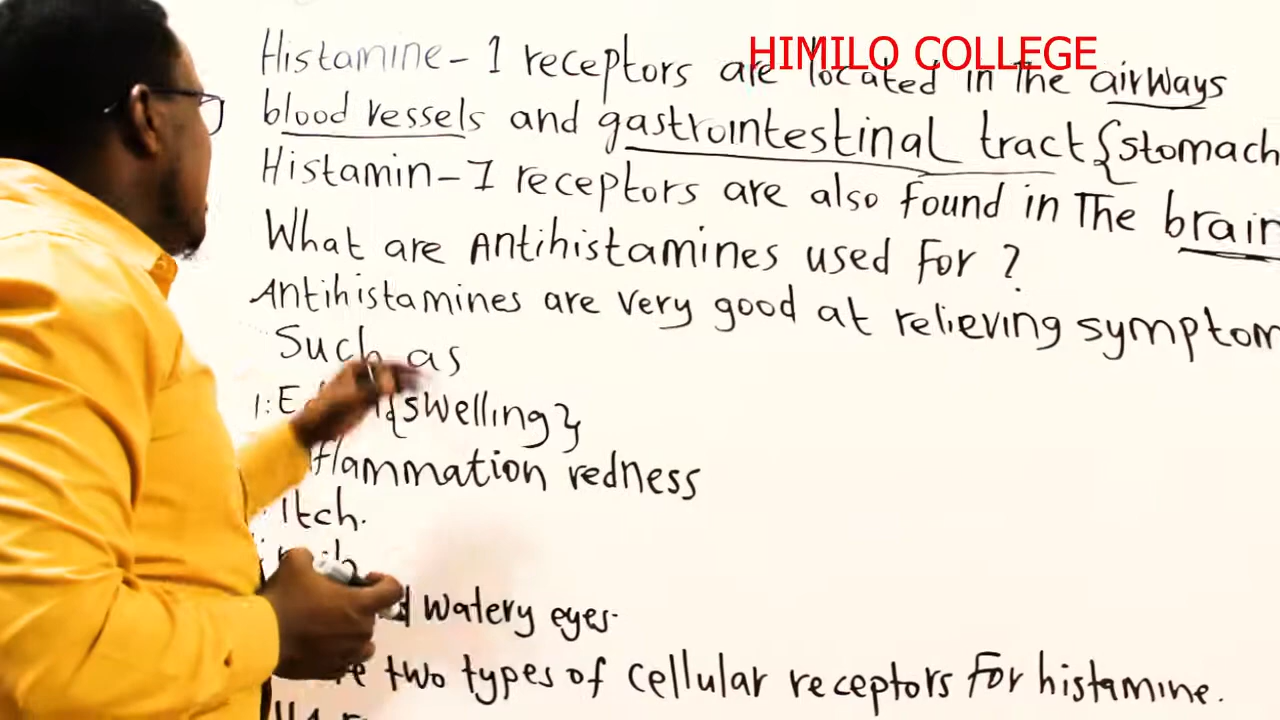 HIMILO COLLEGE
Histamine - 1 receptors are located in the airways
blood vessels and gastrointestinal tract {stomach
Histamin - 1 receptors are also found in The brain
What are Antihistamines used for ?
Antihistamines are very good at relieving symptom
Such as
1: {swelling}
flammation redness
Itch.
watery eyes.
two types of cellular receptors for histamine.